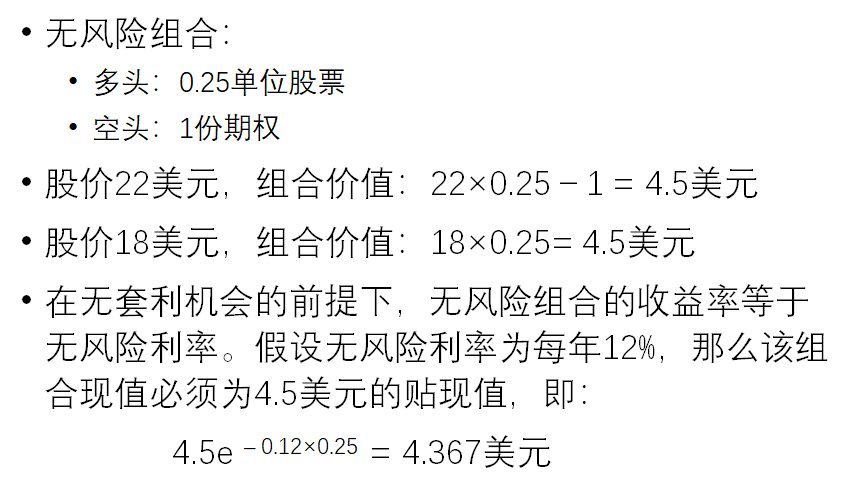 • 无风险组合：
• 多头：0.25单位股票
• 空头：1份期权
• 股价22美元，组合价值：22×0.25 – 1 = 4.5美元
• 股价18美元，组合价值：18×0.25= 4.5美元
• 在无套利机会的前提下，无风险组合的收益率等于
无风险利率。假设无风险利率为每年12%，那么该组
合现值必须为4.5美元的贴现值，即：
4.5e – 0.12×0.25 = 4.367美元